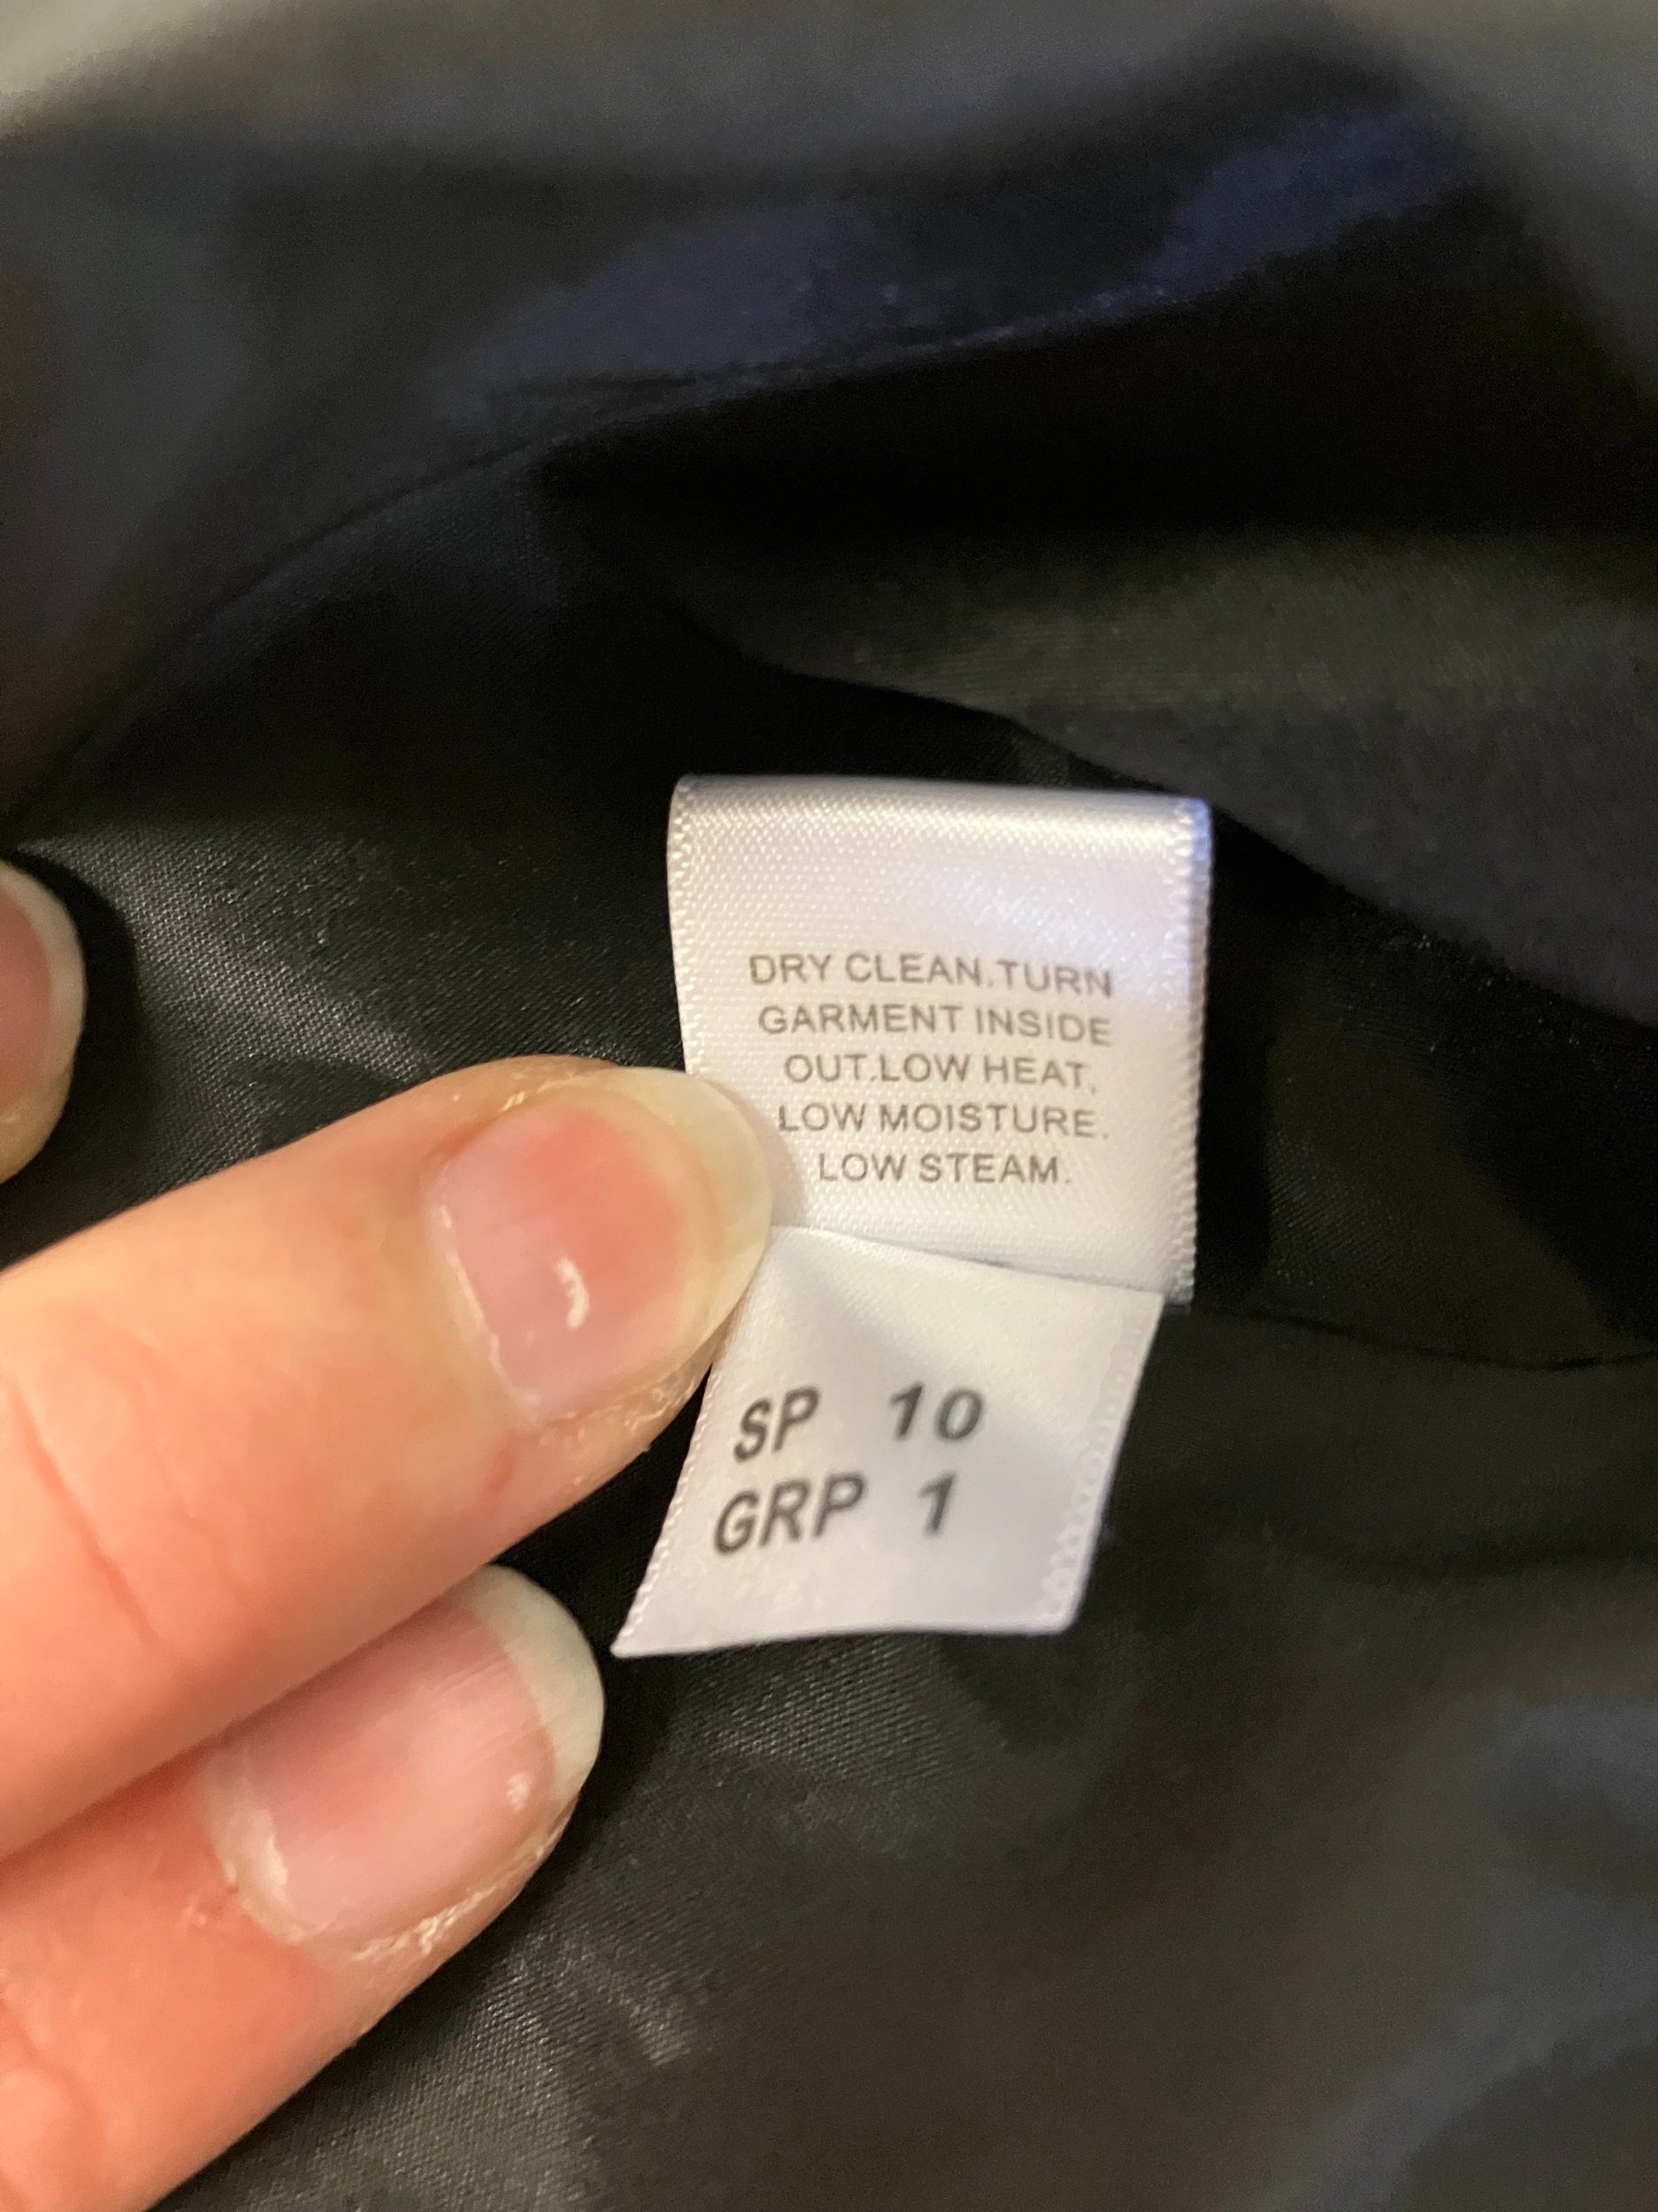 DRY CLEAN.TURN
GARMENT INSIDE
OUT.LOW HEAT,
LOW MOISTURE.
LOW STEAM.
SP 10
GRP 1